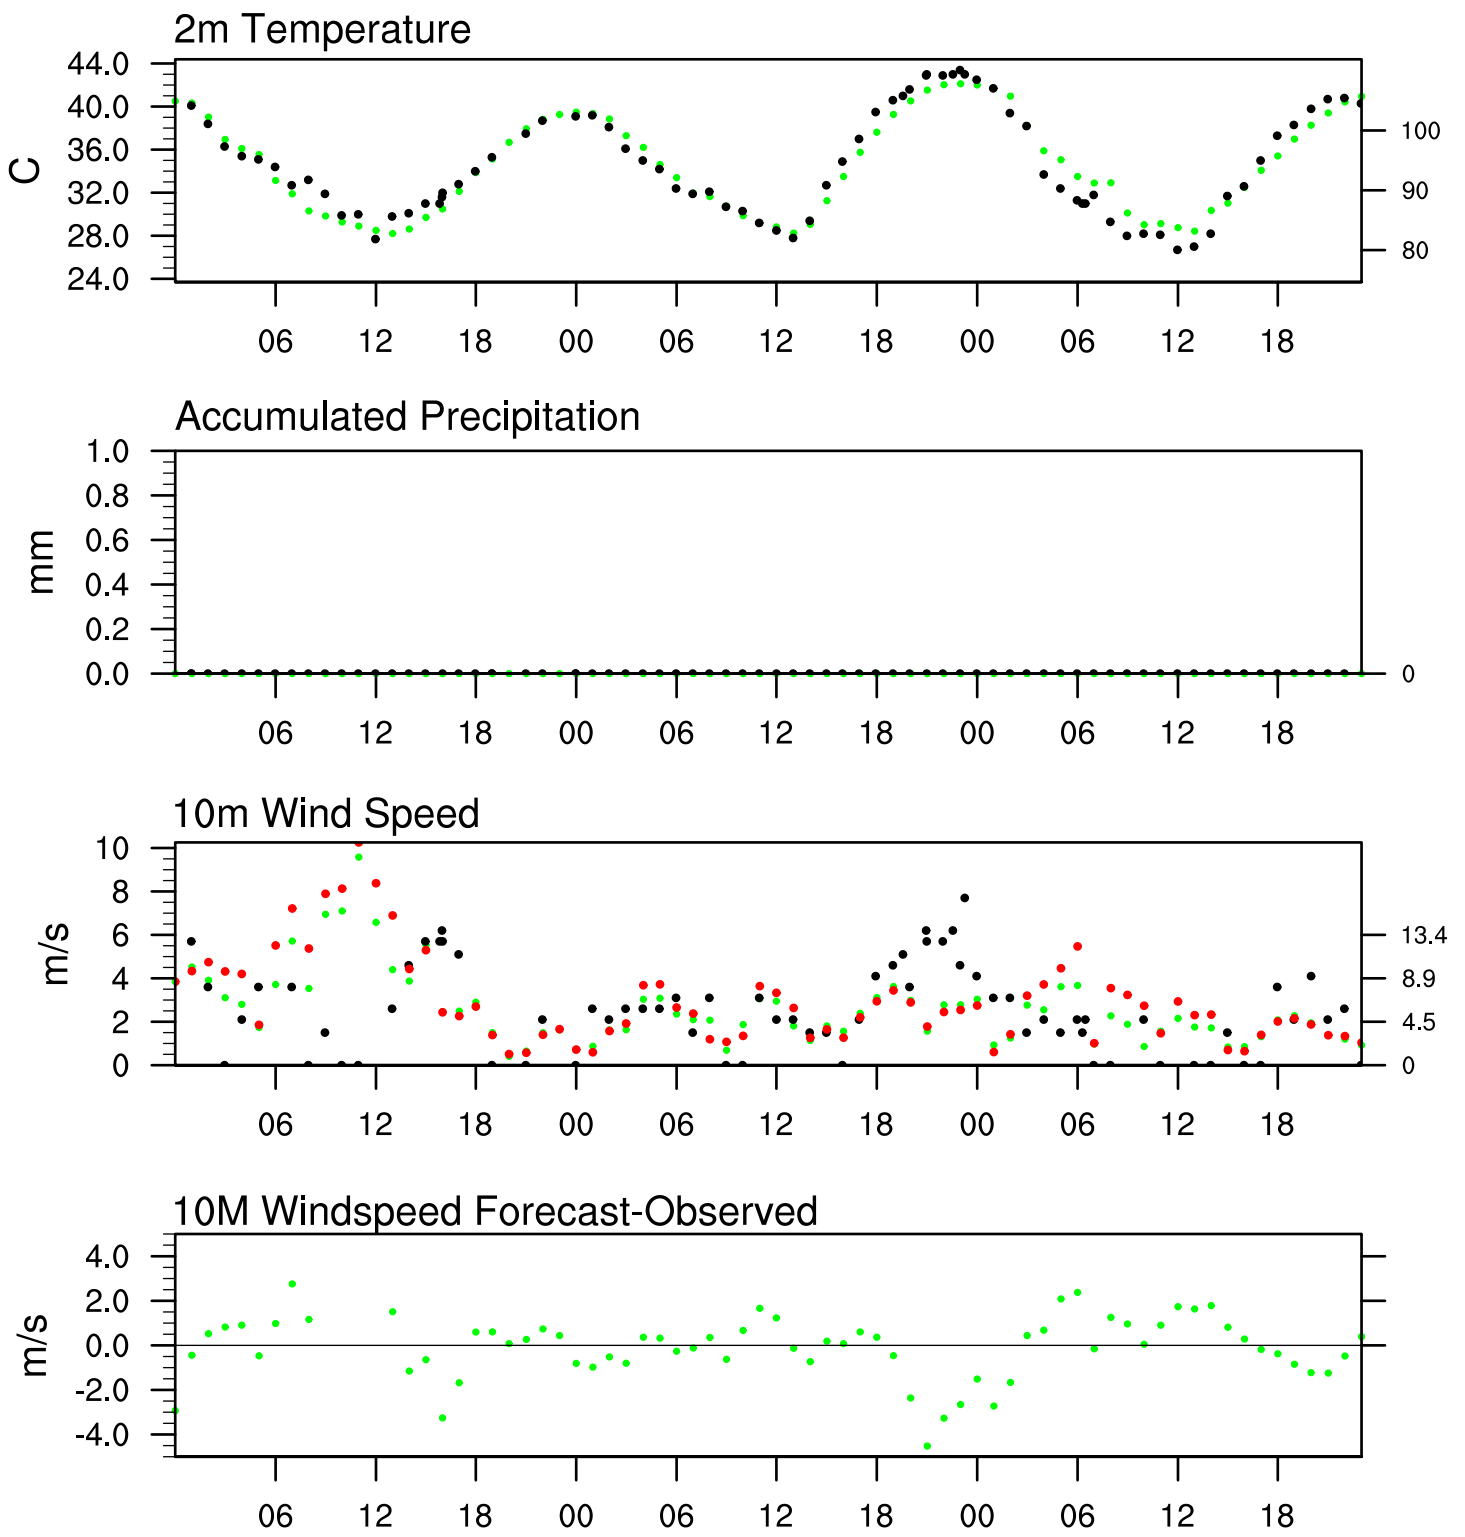 2m Temperature
44.0
40.0
36.0
32.0
28.0
24.0
C
100
90
80
06 12 18 00 06 12 18 00 06 12 18
Accumulated Precipitation
1.0
0.8
0.6
0.4
0.2
0.0
mm
0
06 12 18 00 06 12 18 00 06 12 18
10m Wind Speed
10
8
6
4
2
0
m/s
13.4
8.9
4.5
0
06 12 18 00 06 12 18 00 06 12 18
10M Windspeed Forecast-Observed
4.0
2.0
0.0
-2.0
-4.0
m/s
06 12 18 00 06 12 18 00 06 12 18